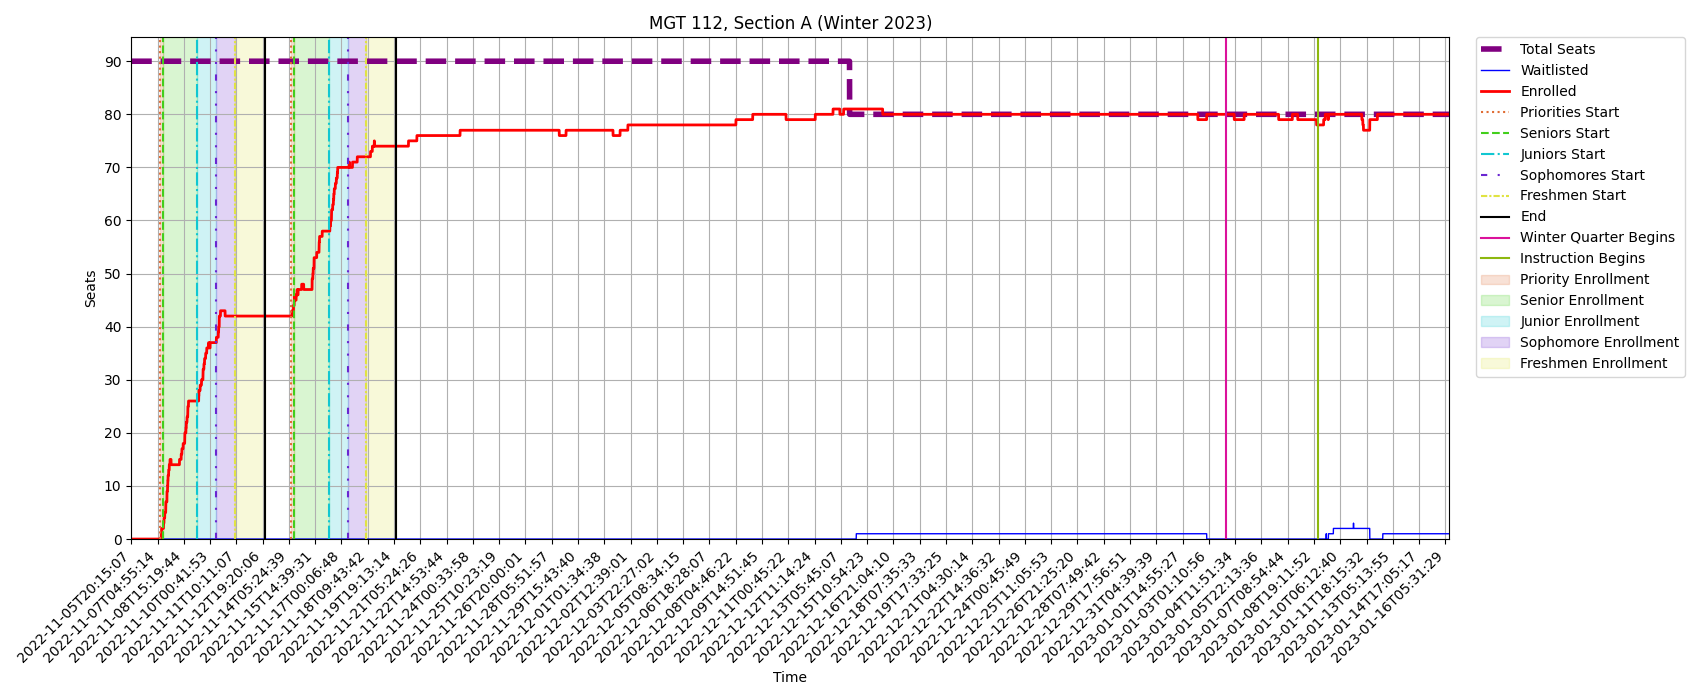 MGT 112, Section A (Winter 2023)
Seats
90
80
70
60
50
40
30
20
10
0
2022-11-05T20:15:07
2022-11-07T04:55:14
2022-11-08T15:19:44
2022-11-10T00:41:53
2022-11-11T10:11:07
2022-11-12T19:20:06
2022-11-14T05:24:39
2022-11-15T14:39:31
2022-11-17T00:06:48
2022-11-18T09:43:42
2022-11-19T19:13:14
2022-11-21T05:24:26
2022-11-22T14:53:44
2022-11-24T00:33:58
2022-11-25T10:23:19
2022-11-26T20:00:01
2022-11-28T05:51:57
2022-11-29T15:43:40
2022-12-01T01:34:38
2022-12-02T12:39:01
2022-12-03T22:27:02
2022-12-05T08:34:15
2022-12-06T18:28:07
2022-12-08T04:46:22
2022-12-09T14:51:45
2022-12-11T00:45:22
2022-12-12T11:14:24
2022-12-13T05:45:07
2022-12-15T10:54:23
2022-12-16T21:04:10
2022-12-18T07:35:33
2022-12-19T17:33:25
2022-12-21T04:30:14
2022-12-22T14:36:32
2022-12-24T00:45:49
2022-12-25T11:05:53
2022-12-26T21:25:20
2022-12-28T07:49:42
2022-12-29T17:56:51
2022-12-31T04:39:39
2023-01-01T14:55:27
2023-01-03T01:10:56
2023-01-04T11:51:34
2023-01-05T22:13:36
2023-01-07T08:54:44
2023-01-08T19:11:52
2023-01-10T06:12:40
2023-01-11T18:15:32
2023-01-13T05:13:55
2023-01-14T17:05:17
2023-01-16T05:31:29
Time
Total Seats
Waitlisted
Enrolled
Priorities Start
Seniors Start
Juniors Start
Sophomores Start
Freshmen Start
End
Winter Quarter Begins
Instruction Begins
Priority Enrollment
Senior Enrollment
Junior Enrollment
Sophomore Enrollment
Freshmen Enrollment